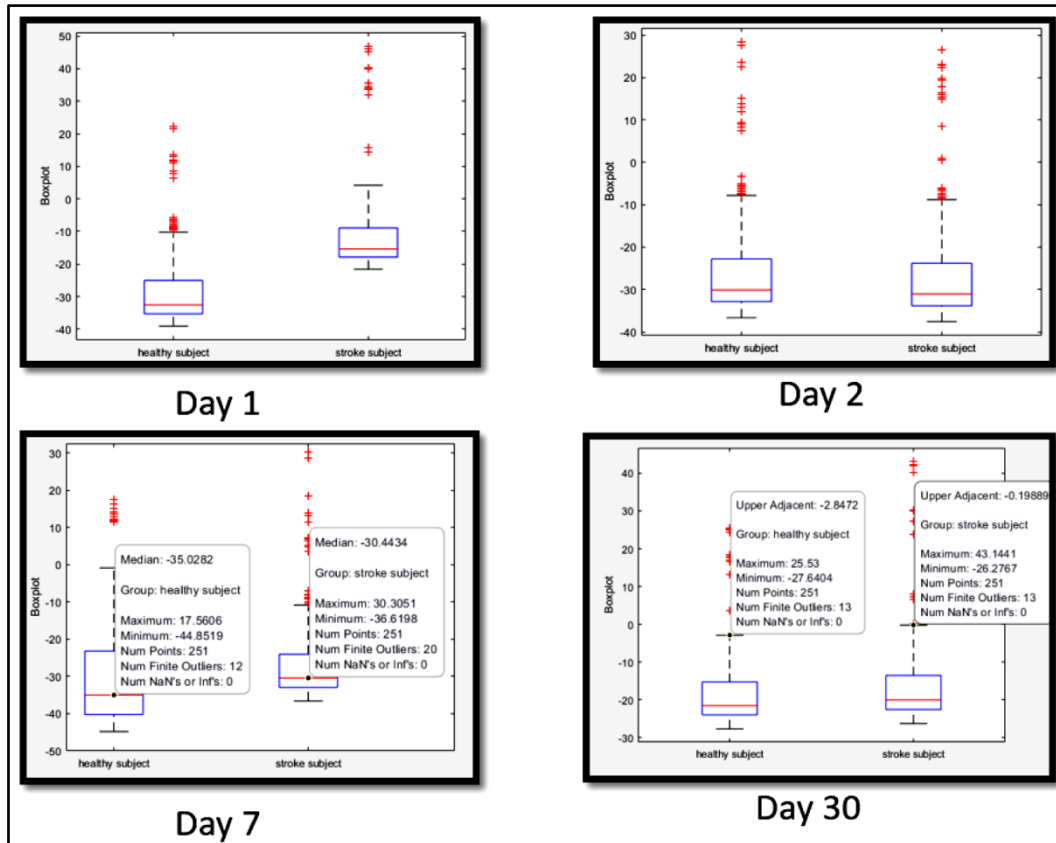 50
40
30
20
10
0
-10
-20
-30
-40
Boxplot
healthy subject stroke subject
Day 1
30
20
10
0
-10
-20
-30
-40
Boxplot
healthy subject stroke subject
Day 2
30
20
10
0
-10
-20
-30
-40
-50
Boxplot
Median: -35.0282
Group: healthy subject
Maximum: 17.5606
Minimum: -44.8519
Num Points: 251
Num Finite Outliers: 12
Num NaN's or Inf's: 0
Median: -30.4434
Group: stroke subject
Maximum: 30.3051
Minimum: -36.6198
Num Points: 251
Num Finite Outliers: 20
Num NaN's or Inf's: 0
healthy subject stroke subject
Day 7
40
30
20
10
0
-10
-20
-30
Boxplot
Upper Adjacent: -2.8472
Group: healthy subject
Maximum: 25.53
Minimum: -27.6404
Num Points: 251
Num Finite Outliers: 13
Num NaN's or Inf's: 0
Upper Adjacent: -0.19889
Group: stroke subject
Maximum: 43.1441
Minimum: -26.2767
Num Points: 251
Num Finite Outliers: 13
Num NaN's or Inf's: 0
healthy subject stroke subject
Day 30